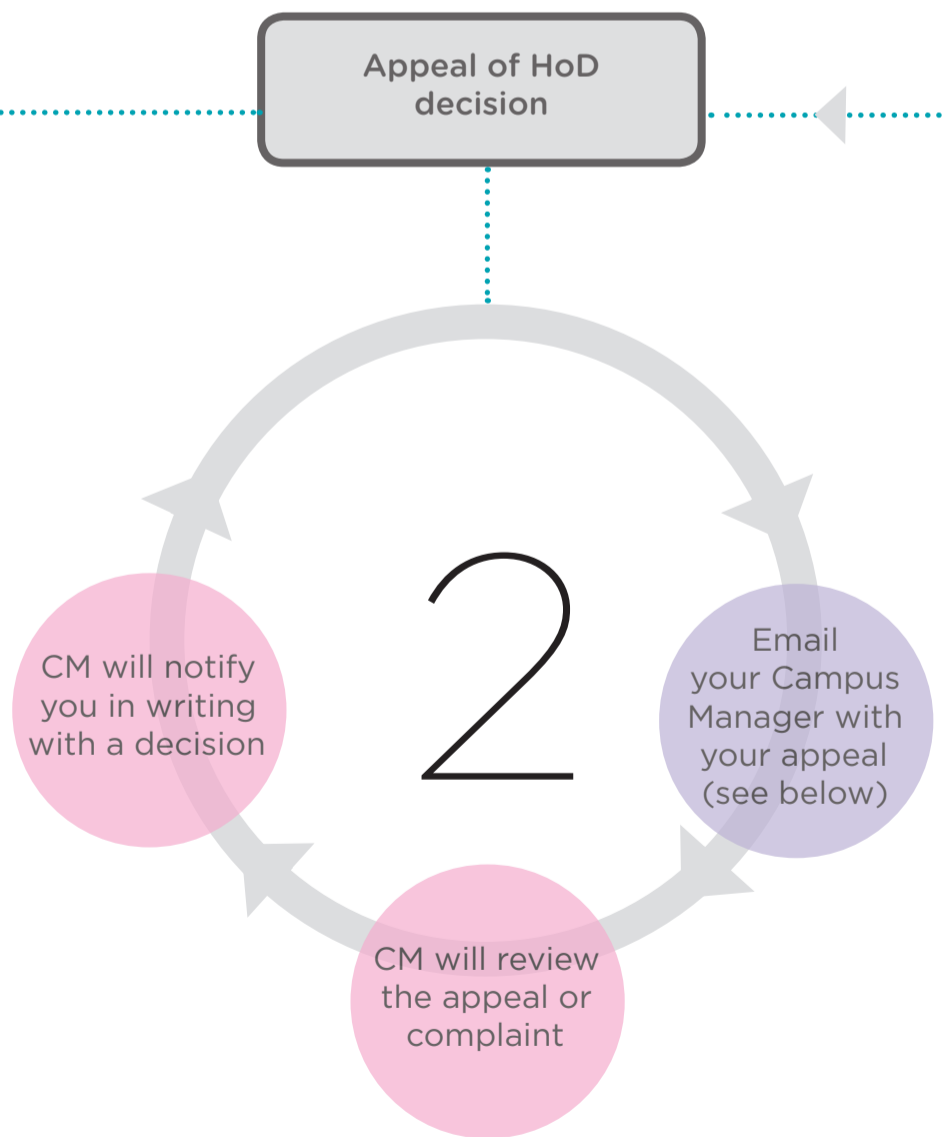 Appeal of HoD
decision
2
Email
your Campus
Manager with
your appeal
(see below)
CM will review
the appeal or
complaint
CM will notify
you in writing
with a decision